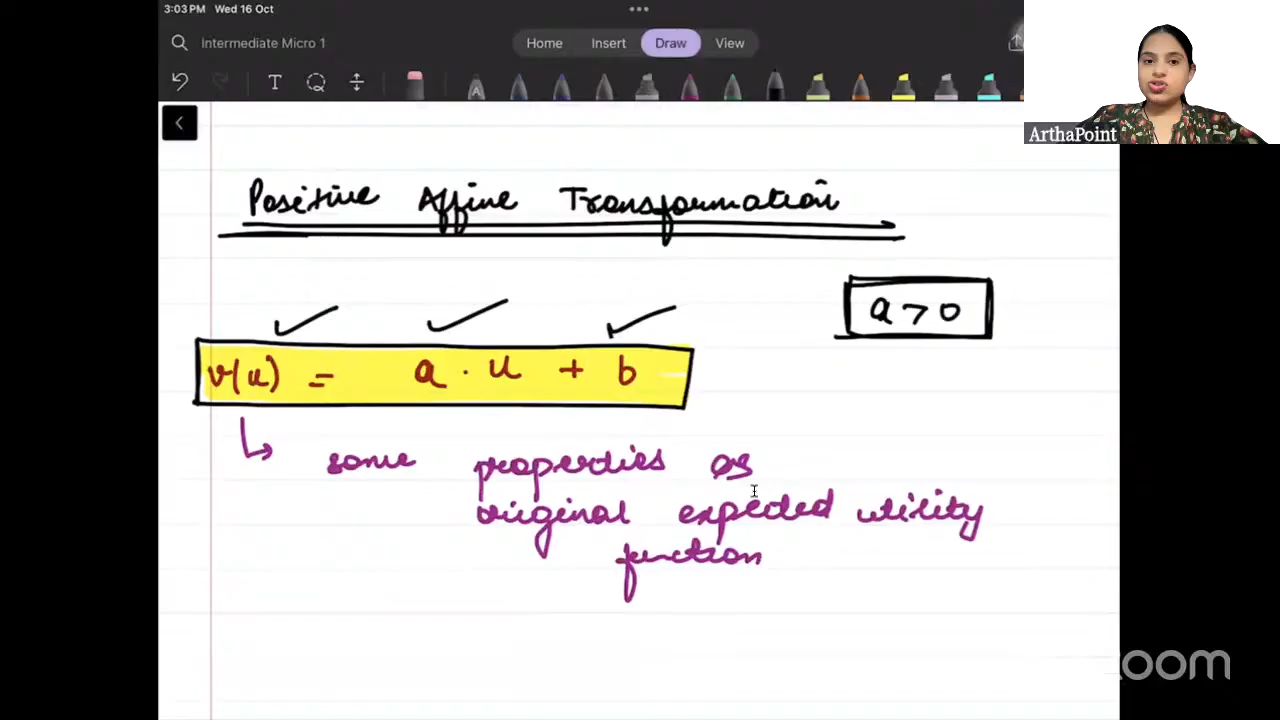 3:03 PM Wed 16 Oct
Intermediate Micro 1
Home Insert Draw View
T
A
ArthaPoint
Positive Affine Transformation
a > 0
v(u) = a . u + b
same properties as
original expected utility
function
zoom